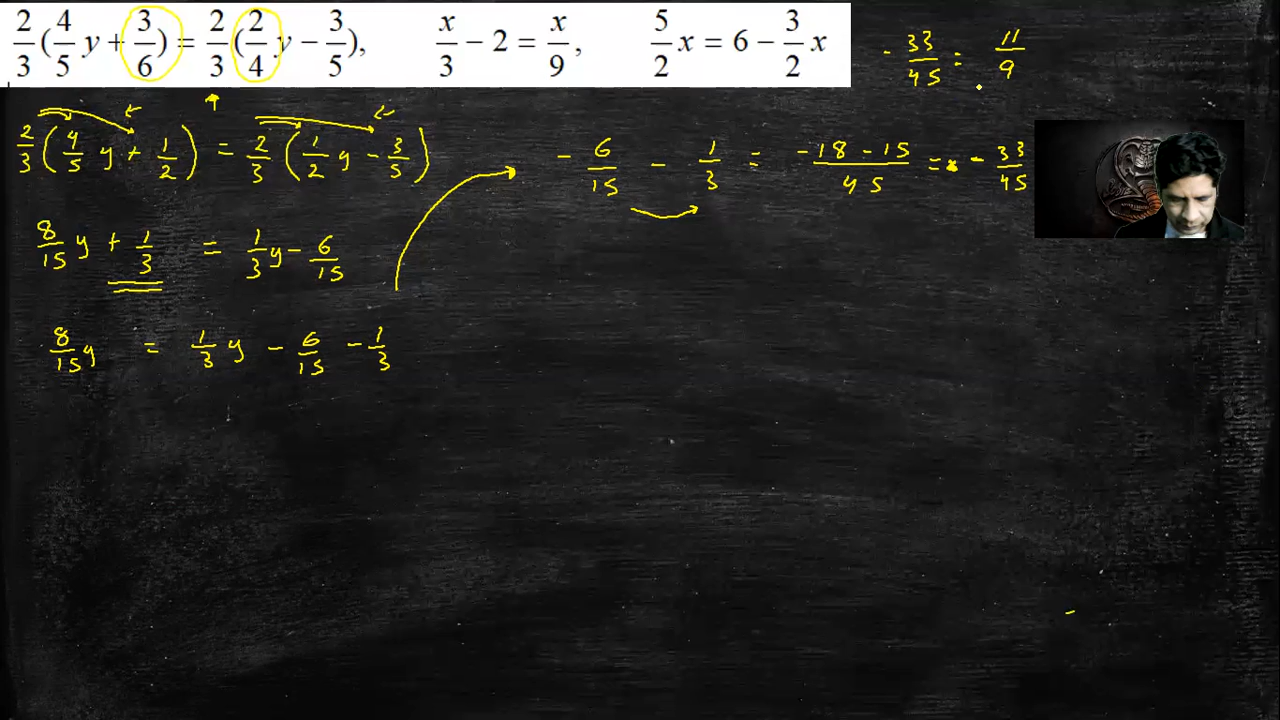 2/3(4/5 y + 3/6) = 2/3(2/4 y − 3/5), x/3 − 2 = x/9, 5/2 x = 6 − 3/2 x
- 33/45 = 11/9
2/3 (4/5 y + 1/2) = 2/3 (1/2 y - 3/5)
- 6/15 - 1/3 = -18 - 15/45 = - 33/45
8/15 y + 1/3 = 1/3 y - 6/15
8/15 y = 1/3 y - 6/15 - 1/3